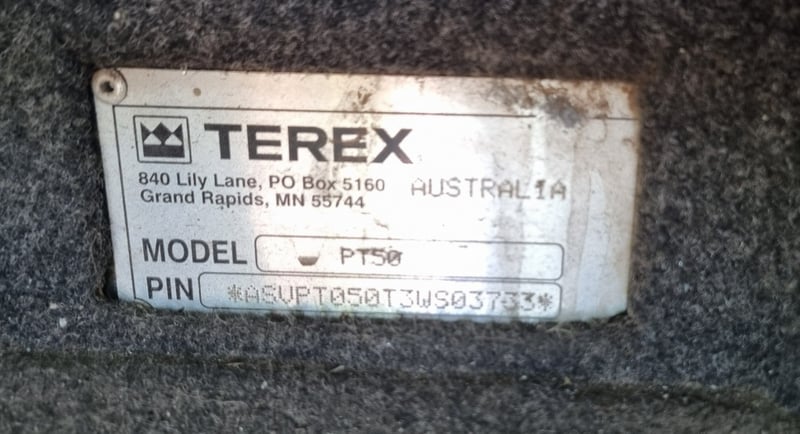 TEREX
840 Lily Lane, PO Box 5160 AUSTRALIA
Grand Rapids, MN 55744
MODEL PT50
PIN *ASVPT050T3WS03733*